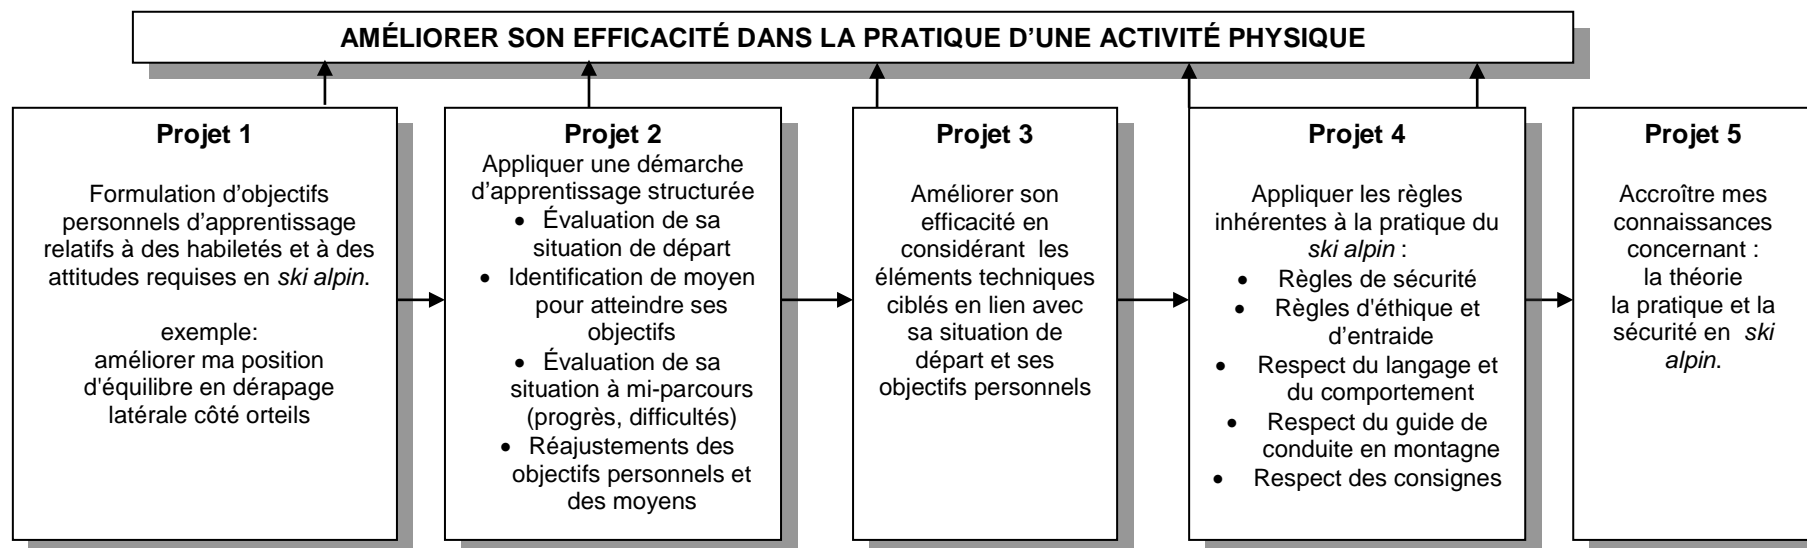 AMÉLIORER SON EFFICACITÉ DANS LA PRATIQUE D’UNE ACTIVITÉ PHYSIQUE
Projet 1
Formulation d’objectifs
personnels d’apprentissage
relatifs à des habiletés et à des
attitudes requises en ski alpin.
exemple:
améliorer ma position
d'équilibre en dérapage
latérale côté orteils
Projet 2
Appliquer une démarche
d’apprentissage structurée
• Évaluation de sa
situation de départ
• Identification de moyen
pour atteindre ses
objectifs
• Évaluation de sa
situation à mi-parcours
(progrès, difficultés)
• Réajustements des
objectifs personnels et
des moyens
Projet 3
Améliorer son
efficacité en
considérant les
éléments techniques
ciblés en lien avec
sa situation de
départ et ses
objectifs personnels
Projet 4
Appliquer les règles
inhérentes à la pratique du
ski alpin :
• Règles de sécurité
• Règles d'éthique et
d’entraide
• Respect du langage et
du comportement
• Respect du guide de
conduite en montagne
• Respect des consignes
Projet 5
Accroître mes
connaissances
concernant :
la théorie
la pratique et la
sécurité en ski
alpin.